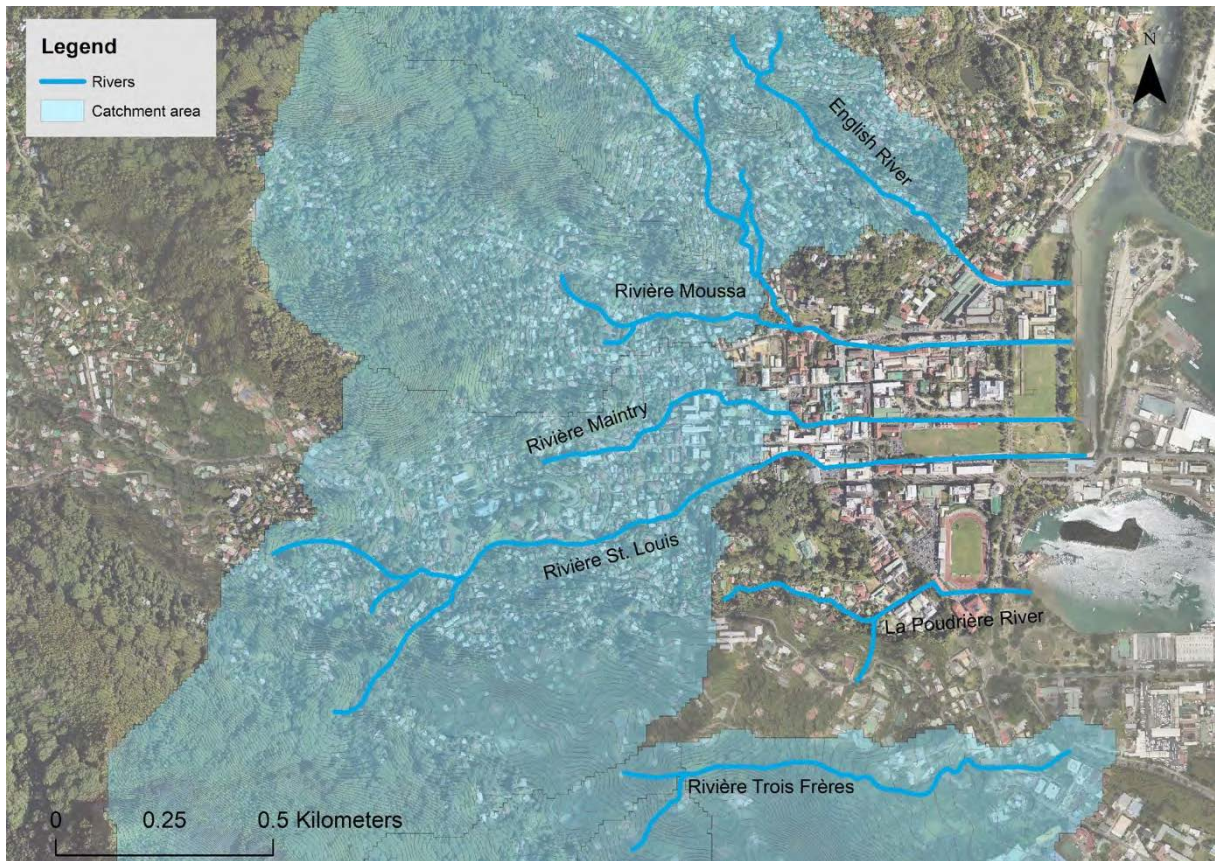 Legend
Rivers
Catchment area
N
English River
Rivière Moussa
Rivière Maintry
Rivière St. Louis
La Poudrière River
Rivière Trois Frères
0 0.25 0.5 Kilometers